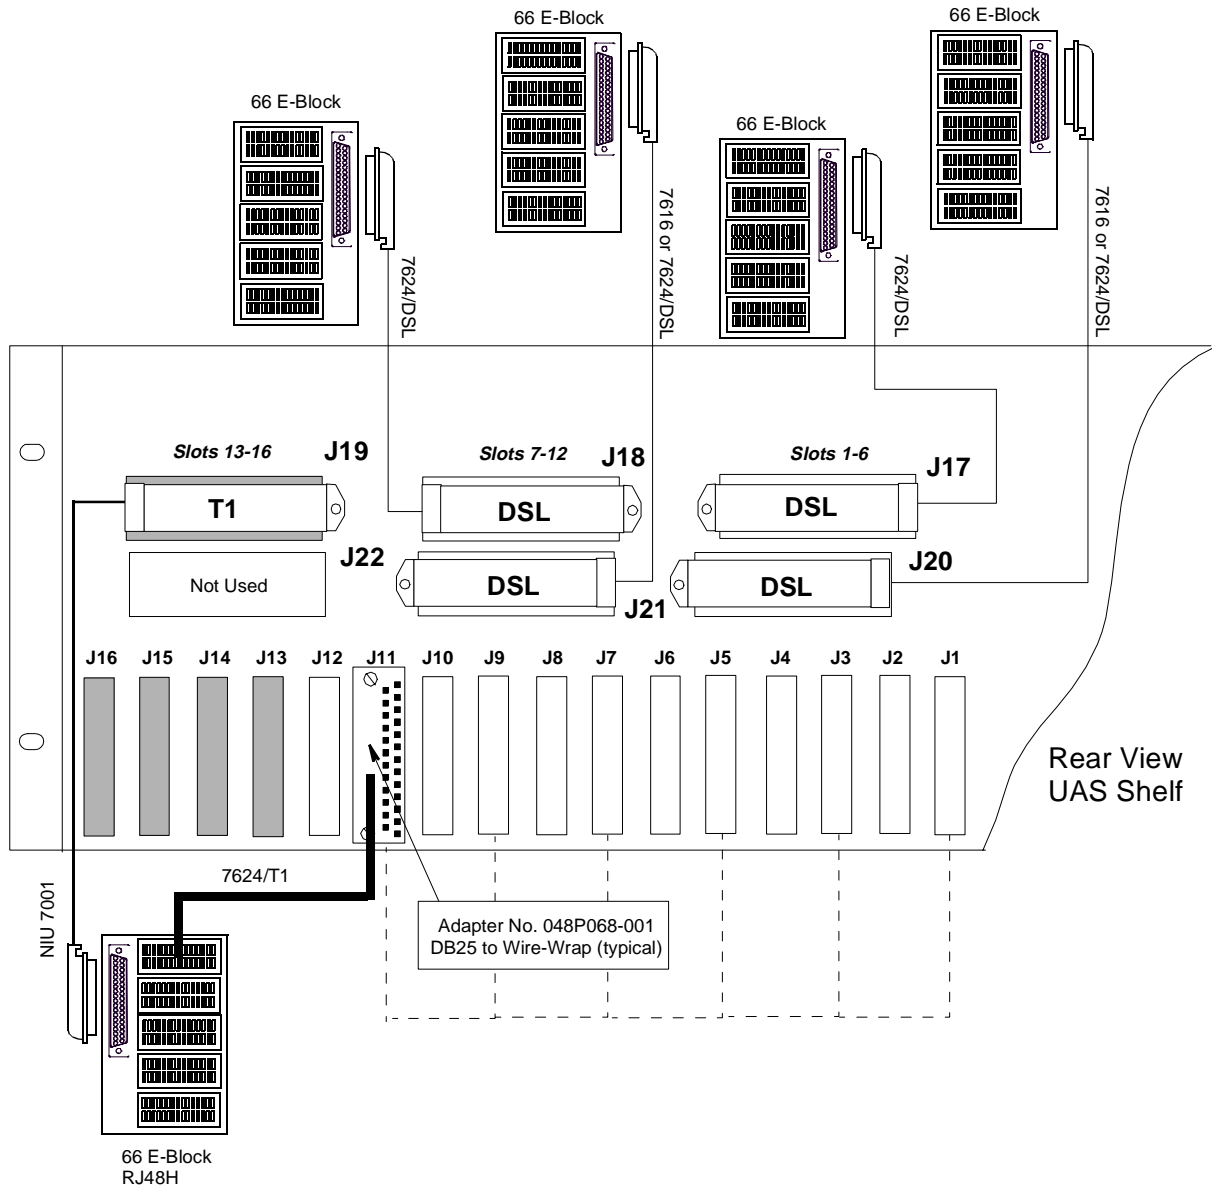 66 E-Block
66 E-Block
66 E-Block
66 E-Block
7624/DSL
7616 or 7624/DSL
7624/DSL
7616 or 7624/DSL
Slots 13-16
J19
Slots 7-12
J18
Slots 1-6
J17
T1
DSL
DSL
J22
J20
Not Used
DSL
J21
DSL
J16
J15
J14
J13
J12
J11
J10
J9
J8
J7
J6
J5
J4
J3
J2
J1
Rear View
UAS Shelf
7624/T1
NIU 7001
Adapter No. 048P068-001
DB25 to Wire-Wrap (typical)
66 E-Block
RJ48H